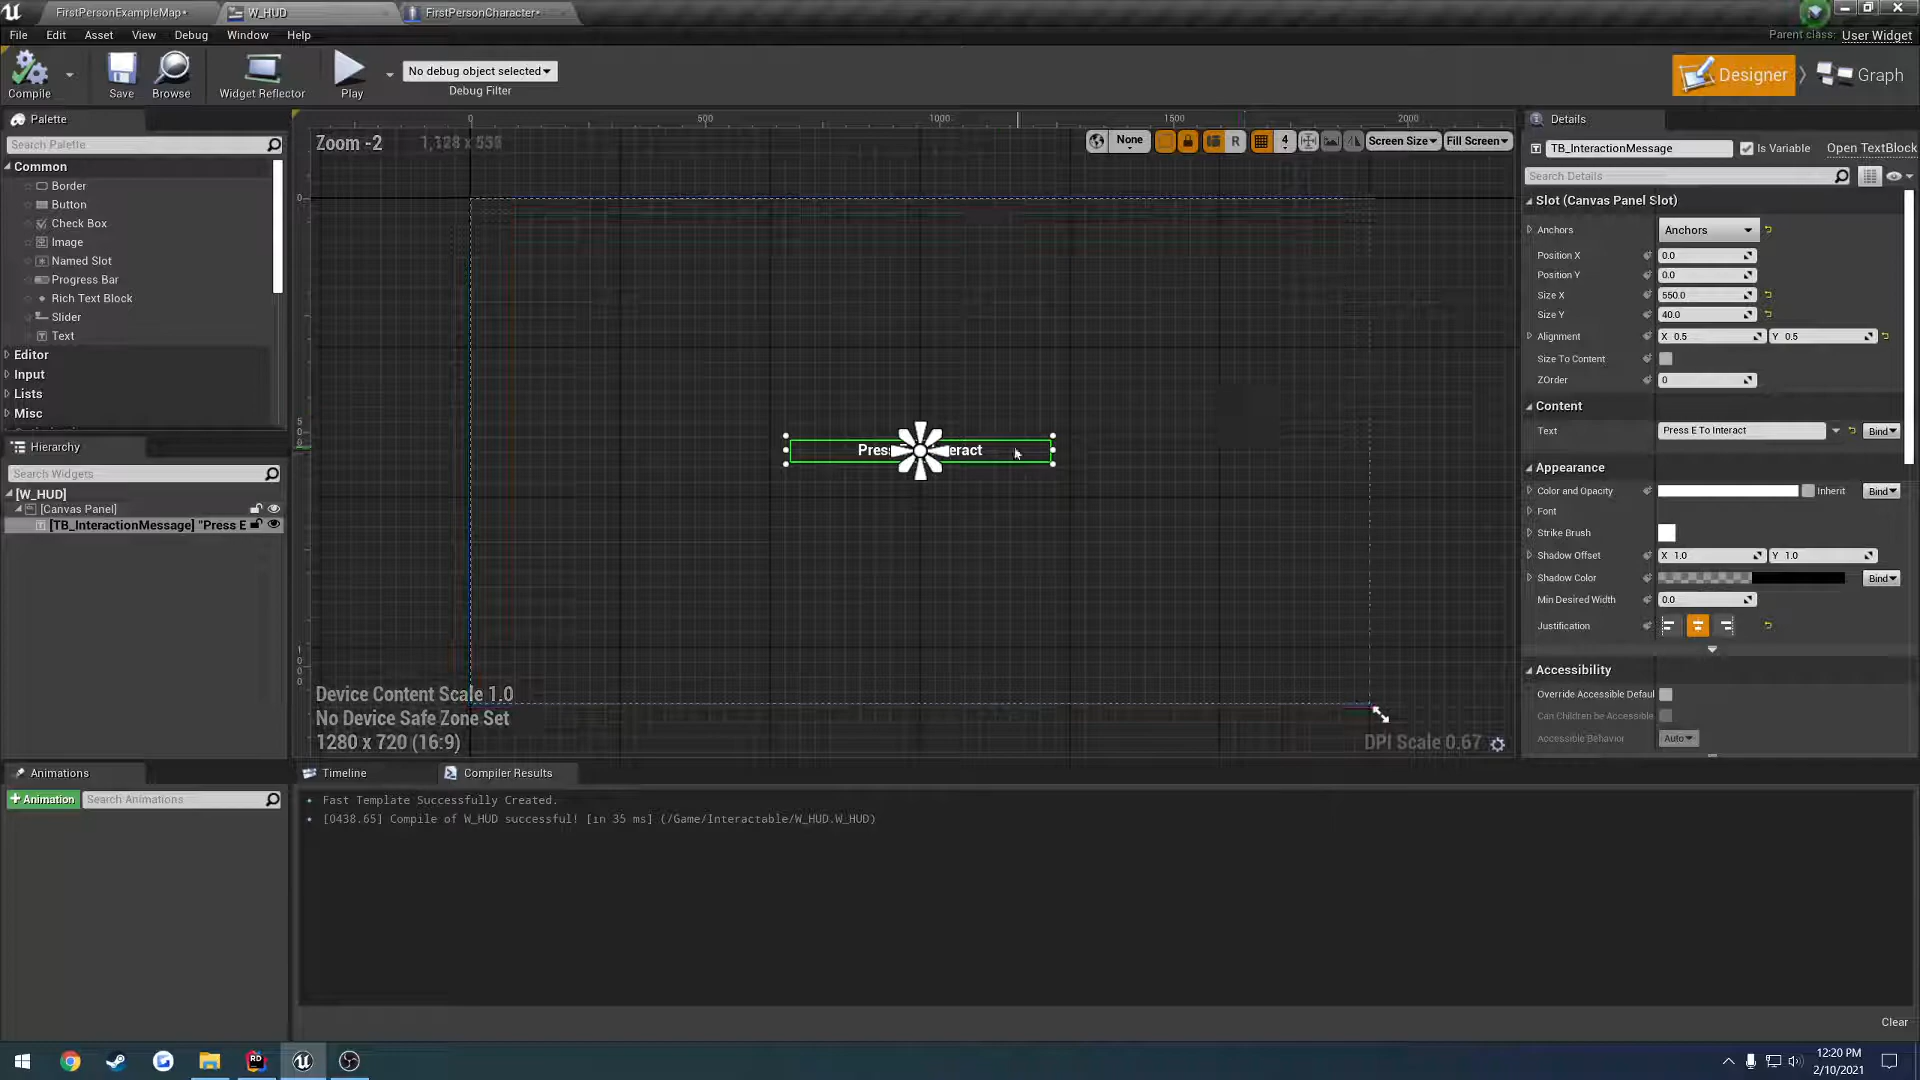 FirstPersonExampleMap*
W_HUD
FirstPersonCharacter*
File Edit Asset View Debug Window Help
Parent class: User Widget
Compile
Save
Browse
Widget Reflector
Play
No debug object selected
Debug Filter
Designer
Graph
Palette
Search Palette
Common
Border
Button
Check Box
Image
Named Slot
Progress Bar
Rich Text Block
Slider
Text
Editor
Input
Lists
Misc
Hierarchy
Search Widgets
[W_HUD]
[Canvas Panel]
[TB_InteractionMessage] "Press E
Animations
+ Animation
Search Animations
0 500 1000 1500 2000
Zoom -2
None
R
4
Screen Size
Fill Screen
0
Press
eract
Device Content Scale 1.0
No Device Safe Zone Set
1280 x 720 (16:9)
DPI Scale 0.67
Timeline
Compiler Results
Fast Template Successfully Created.
[0438.65] Compile of W_HUD successful! [in 35 ms] (/Game/Interactable/W_HUD.W_HUD)
Clear
Details
TB_InteractionMessage
Is Variable
Open TextBlock
Search Details
Slot (Canvas Panel Slot)
Anchors Anchors
Position X 0.0
Position Y 0.0
Size X 550.0
Size Y 40.0
Alignment X 0.5 Y 0.5
Size To Content
ZOrder 0
Content
Text Press E To Interact Bind
Appearance
Color and Opacity Inherit Bind
Font
Strike Brush
Shadow Offset X 1.0 Y 1.0
Shadow Color Bind
Min Desired Width 0.0
Justification
Accessibility
Override Accessible Defaul
Can Children be Accessible
Accessible Behavior Auto
12:20 PM
2/10/2021